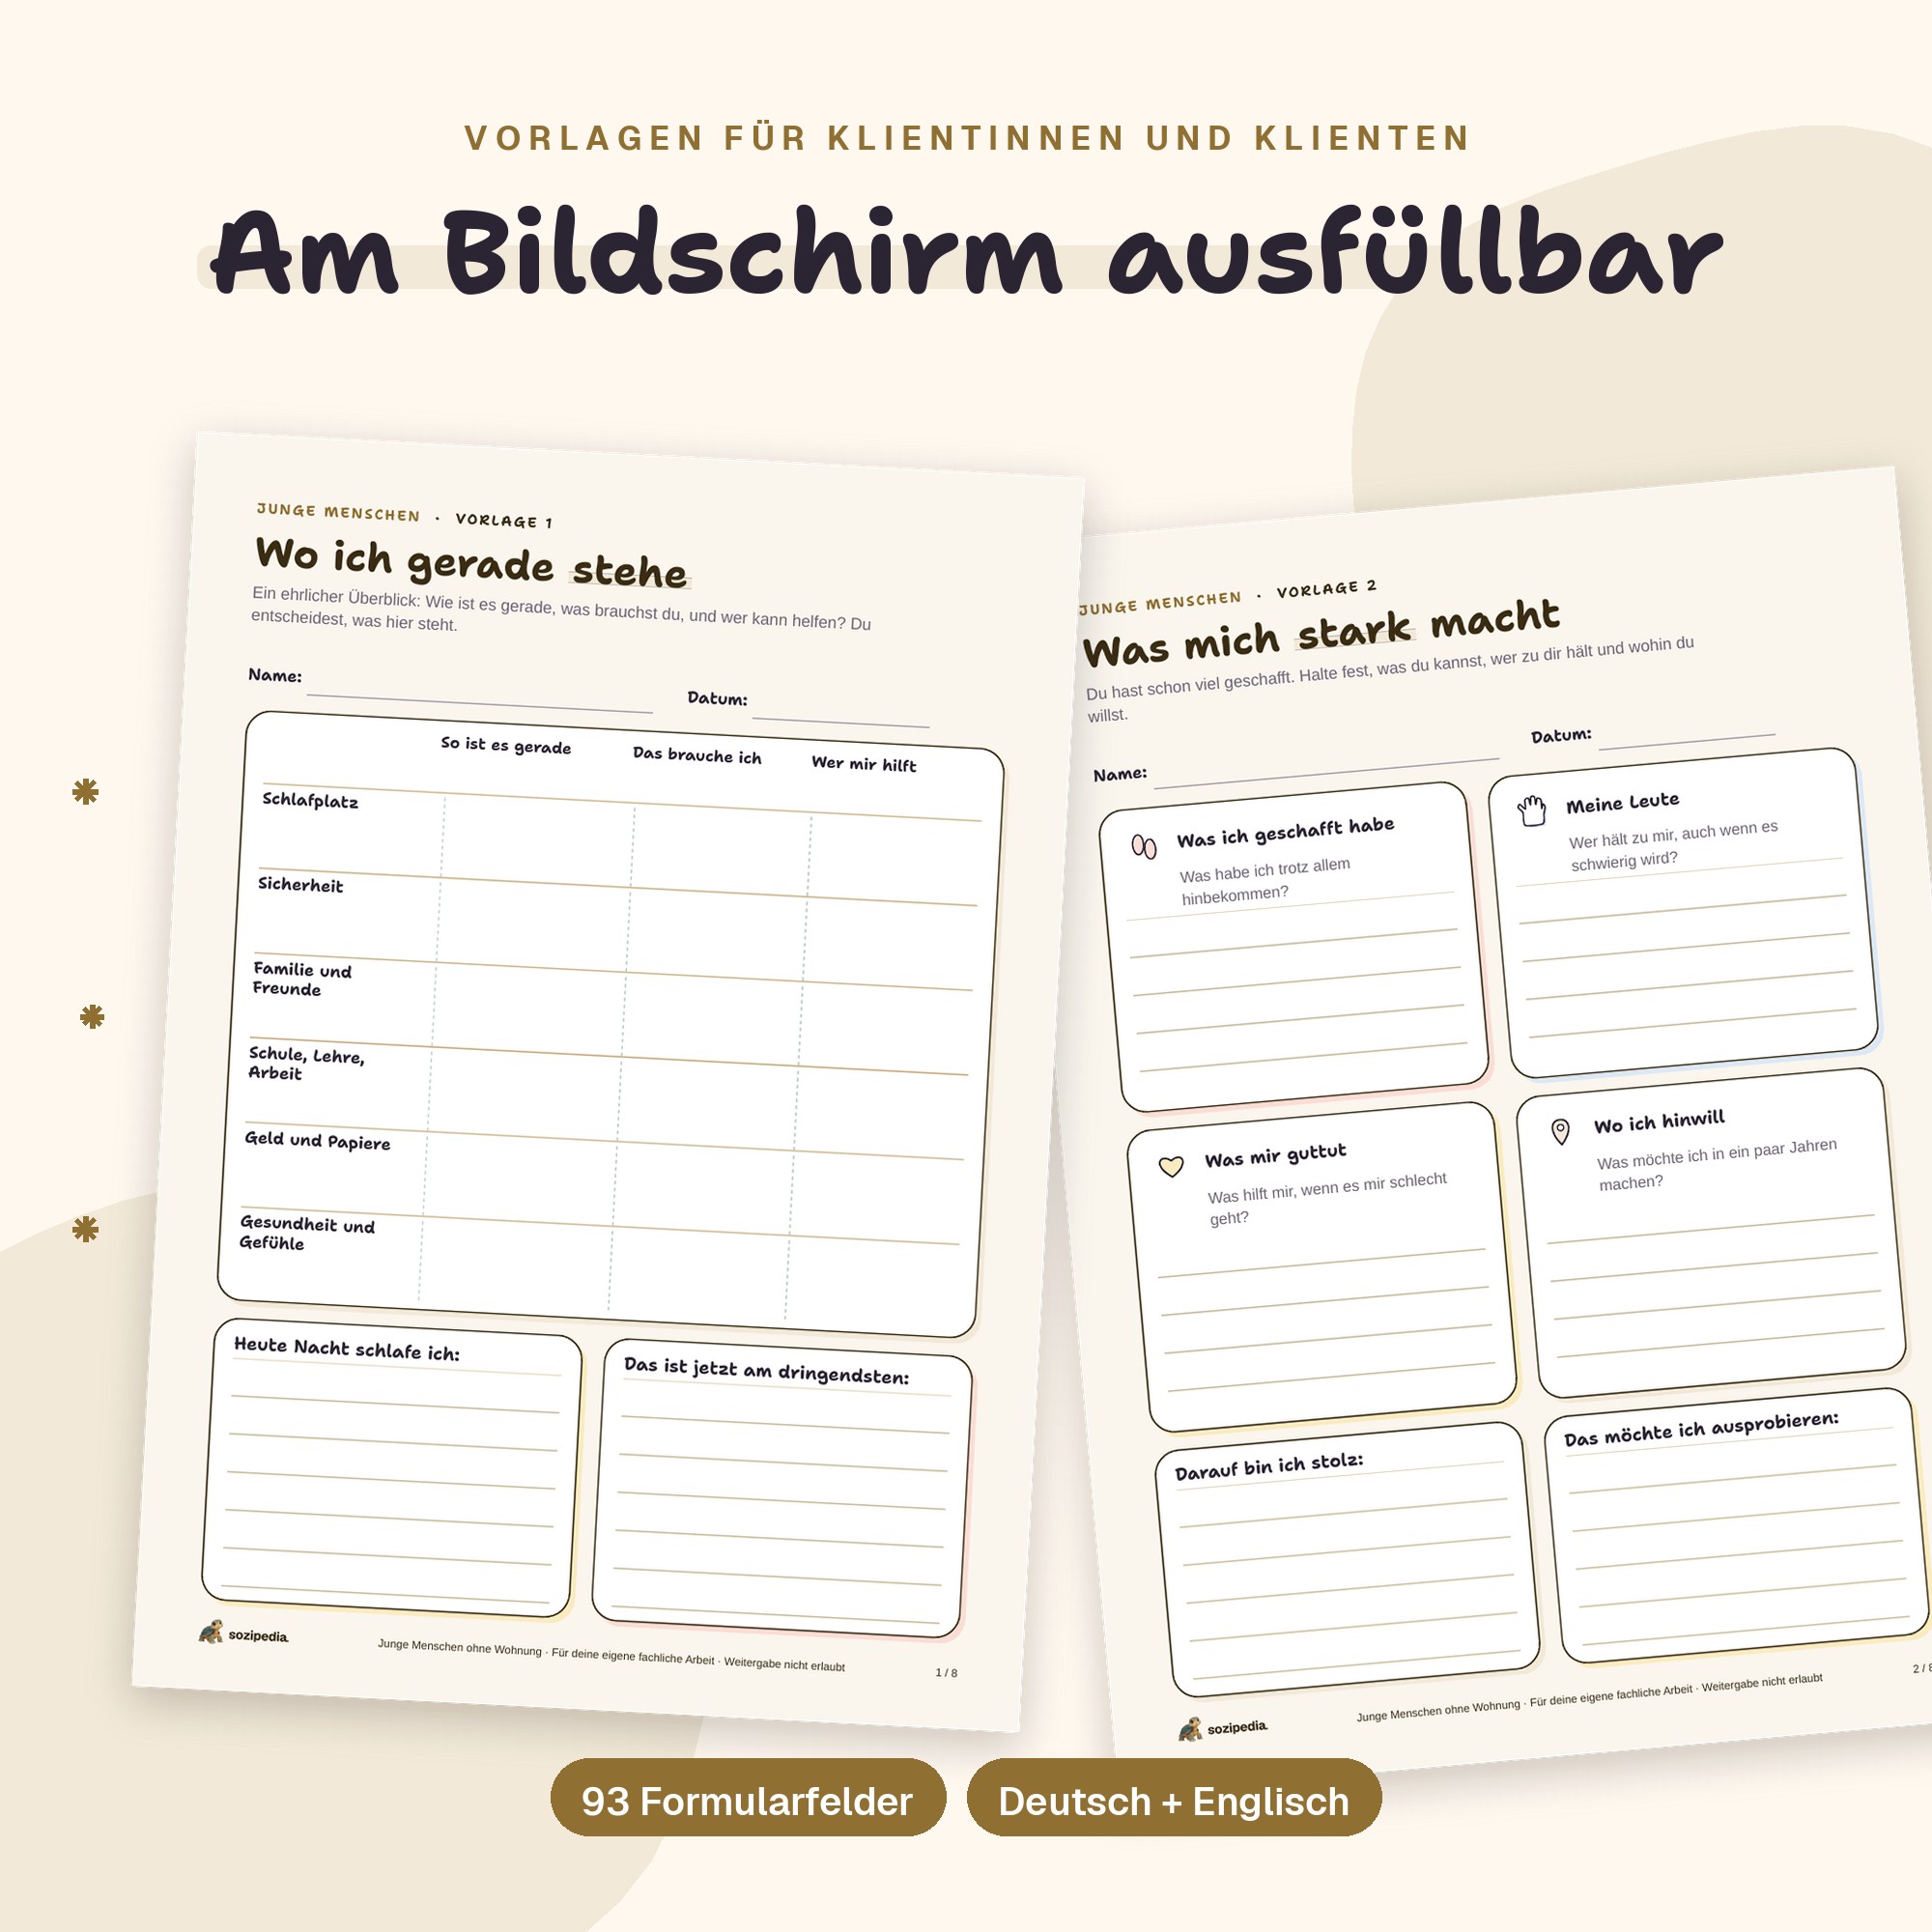 VORLAGEN FÜR KLIENTINNEN UND KLIENTEN
Am Bildschirm ausfüllbar
JUNGE MENSCHEN · VORLAGE 1
Wo ich gerade stehe
Ein ehrlicher Überblick: Wie ist es gerade, was brauchst du, und wer kann helfen? Du
entscheidest, was hier steht.
Name:
Datum:
So ist es gerade
Das brauche ich
Wer mir hilft
Schlafplatz
Sicherheit
Familie und
Freunde
Schule, Lehre,
Arbeit
Geld und Papiere
Gesundheit und
Gefühle
Heute Nacht schlafe ich:
Das ist jetzt am dringendsten:
sozipedia.
Junge Menschen ohne Wohnung · Für deine eigene fachliche Arbeit · Weitergabe nicht erlaubt
1 / 8
JUNGE MENSCHEN · VORLAGE 2
Was mich stark macht
Du hast schon viel geschafft. Halte fest, was du kannst, wer zu dir hält und wohin du
willst.
Name:
Datum:
Was ich geschafft habe
Was habe ich trotz allem
hinbekommen?
Meine Leute
Wer hält zu mir, auch wenn es
schwierig wird?
Was mir guttut
Was hilft mir, wenn es mir schlecht
geht?
Wo ich hinwill
Was möchte ich in ein paar Jahren
machen?
Darauf bin ich stolz:
Das möchte ich ausprobieren:
sozipedia.
Junge Menschen ohne Wohnung · Für deine eigene fachliche Arbeit · Weitergabe nicht erlaubt
2 / 8
93 Formularfelder
Deutsch + Englisch